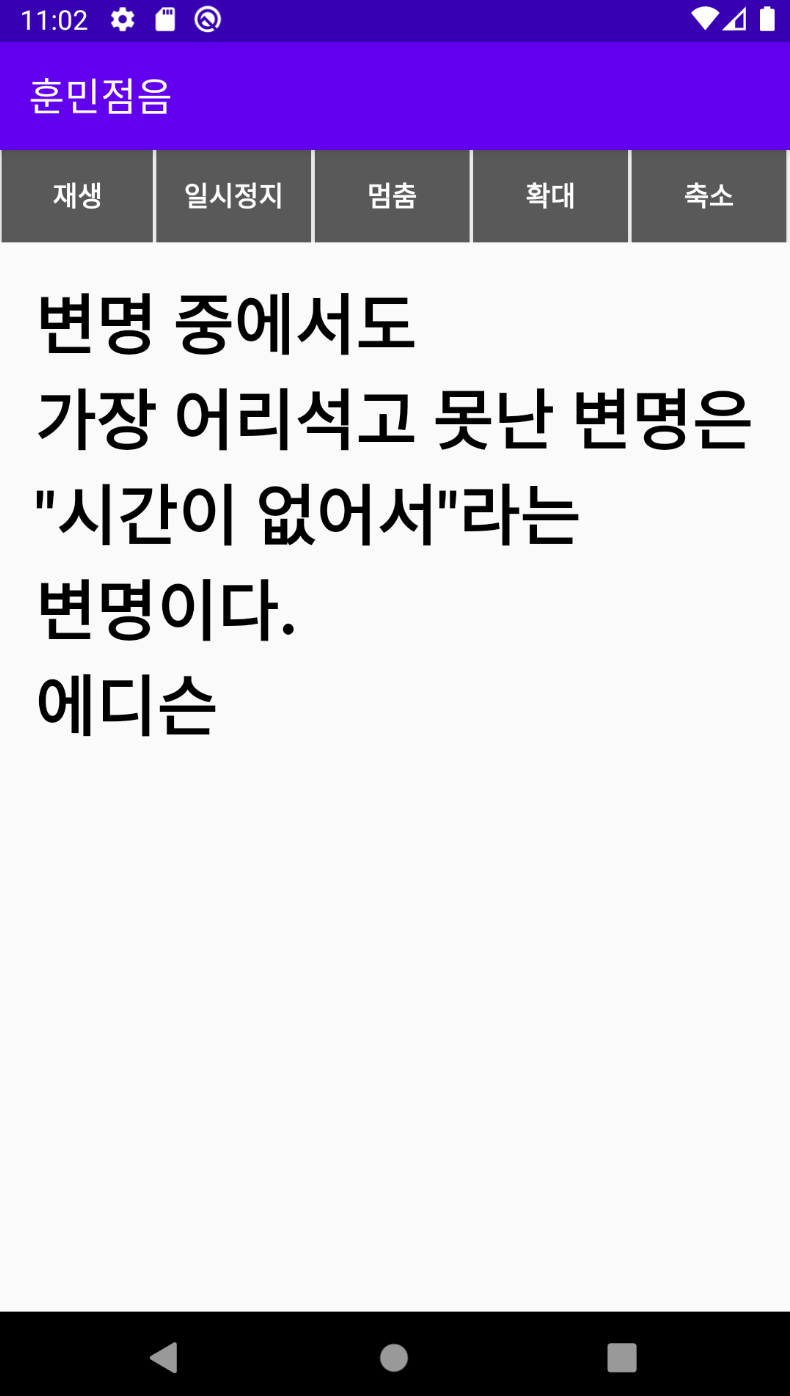 11:02
훈민점음
재생 일시정지 멈춤 확대 축소
변명 중에서도
가장 어리석고 못난 변명은
"시간이 없어서"라는
변명이다.
에디슨